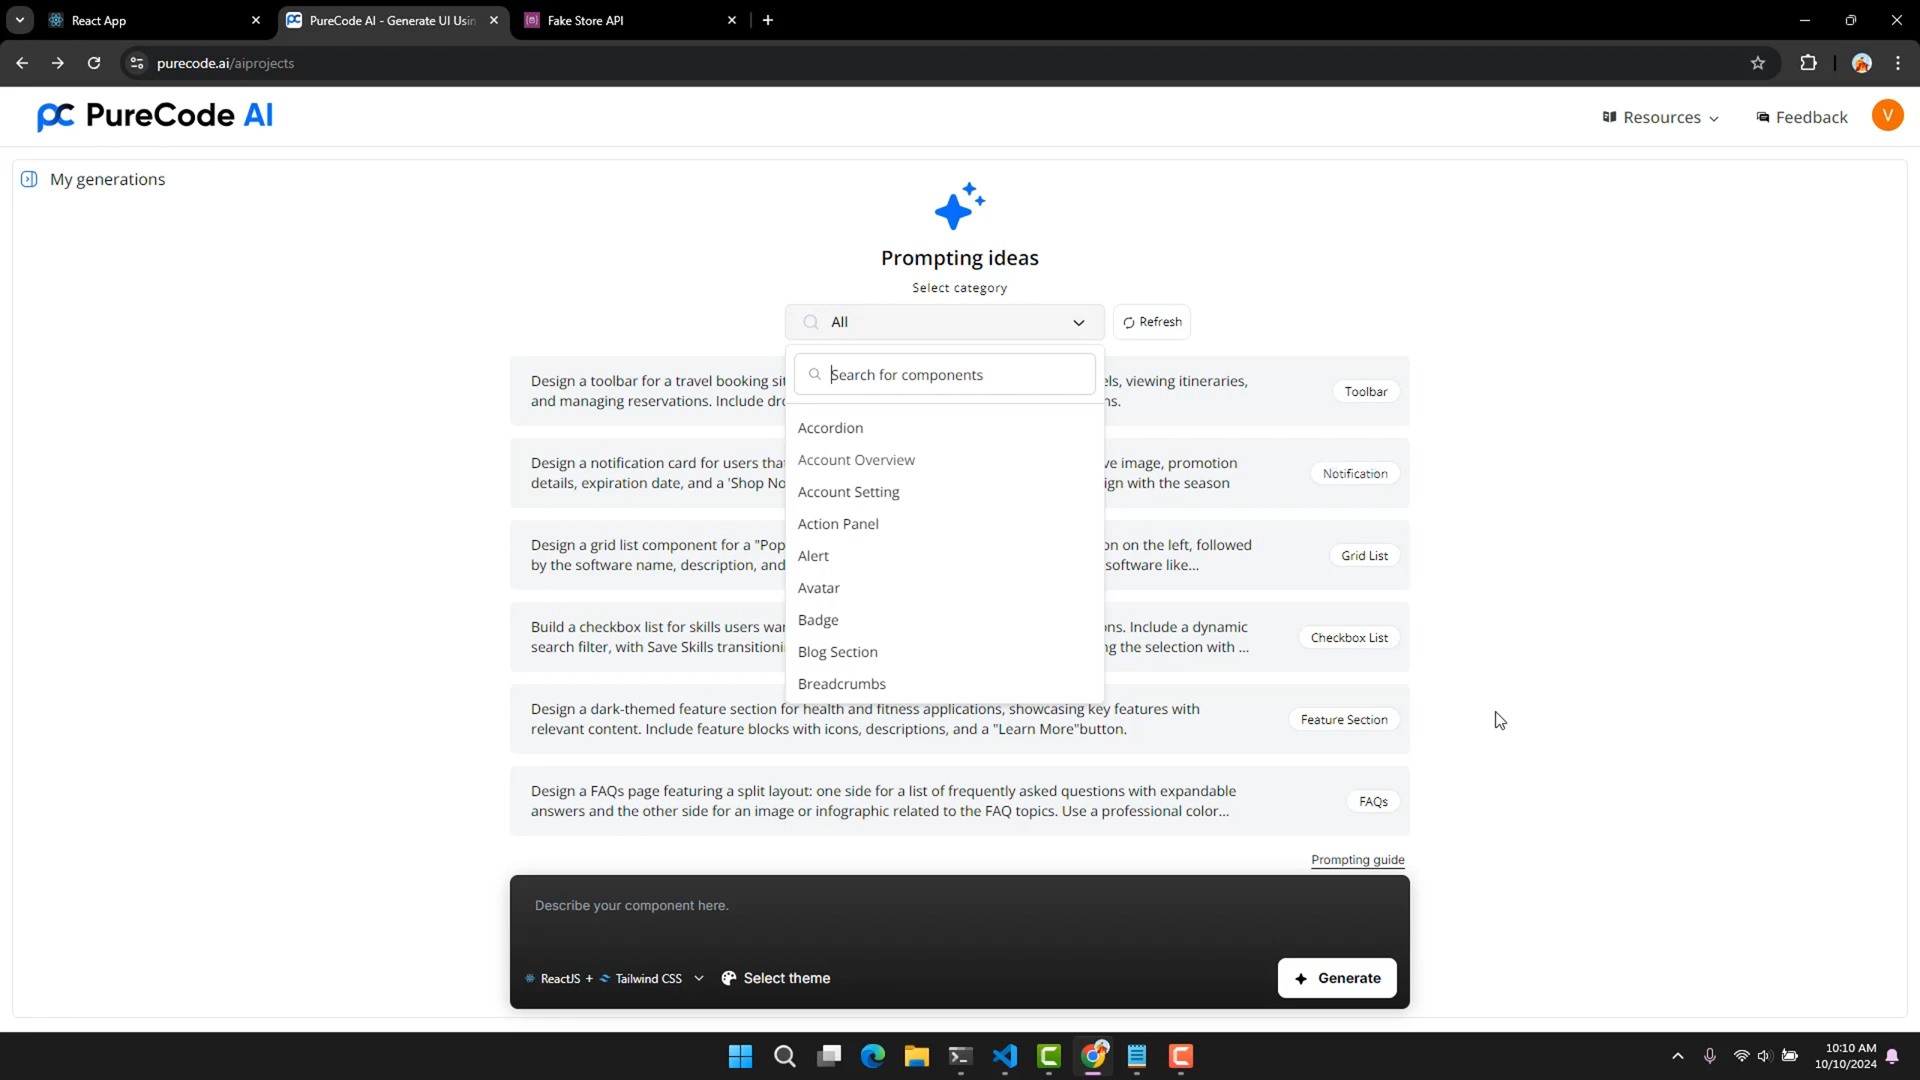 React App
PureCode AI - Generate UI Usin
Fake Store API
purecode.ai/aiprojects
PureCode AI
Resources
Feedback
V
My generations
Prompting ideas
Select category
All
Refresh
Search for components
Accordion
Account Overview
Account Setting
Action Panel
Alert
Avatar
Badge
Blog Section
Breadcrumbs
Design a toolbar for a travel booking si
els, viewing itineraries,
and managing reservations. Include dr
ns.
Toolbar
Design a notification card for users tha
ve image, promotion
details, expiration date, and a 'Shop No
ign with the season
Notification
Design a grid list component for a "Pop
on on the left, followed
by the software name, description, and
software like...
Grid List
Build a checkbox list for skills users wa
ons. Include a dynamic
search filter, with Save Skills transitioni
ng the selection with ...
Checkbox List
Design a dark-themed feature section for health and fitness applications, showcasing key features with
relevant content. Include feature blocks with icons, descriptions, and a "Learn More"button.
Feature Section
Design a FAQs page featuring a split layout: one side for a list of frequently asked questions with expandable
answers and the other side for an image or infographic related to the FAQ topics. Use a professional color...
FAQs
Prompting guide
Describe your component here.
ReactJS + Tailwind CSS
Select theme
Generate
10:10 AM
10/10/2024